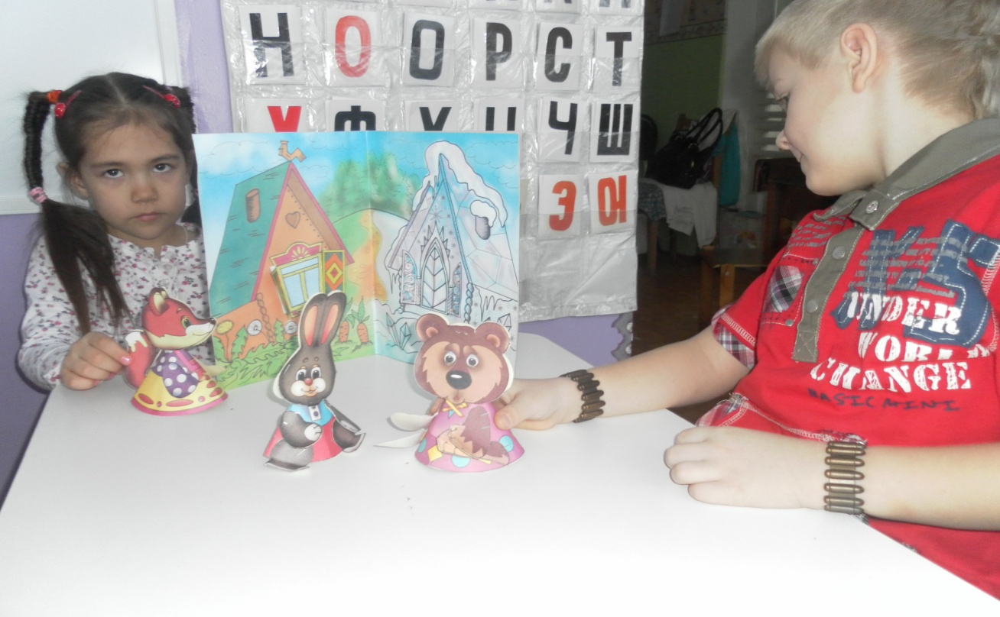 Н О О Р С Т
У Ф Х Ц Ч Ш
Э Ю
UNDER
WORLD
CHANGE
BASIC MINI